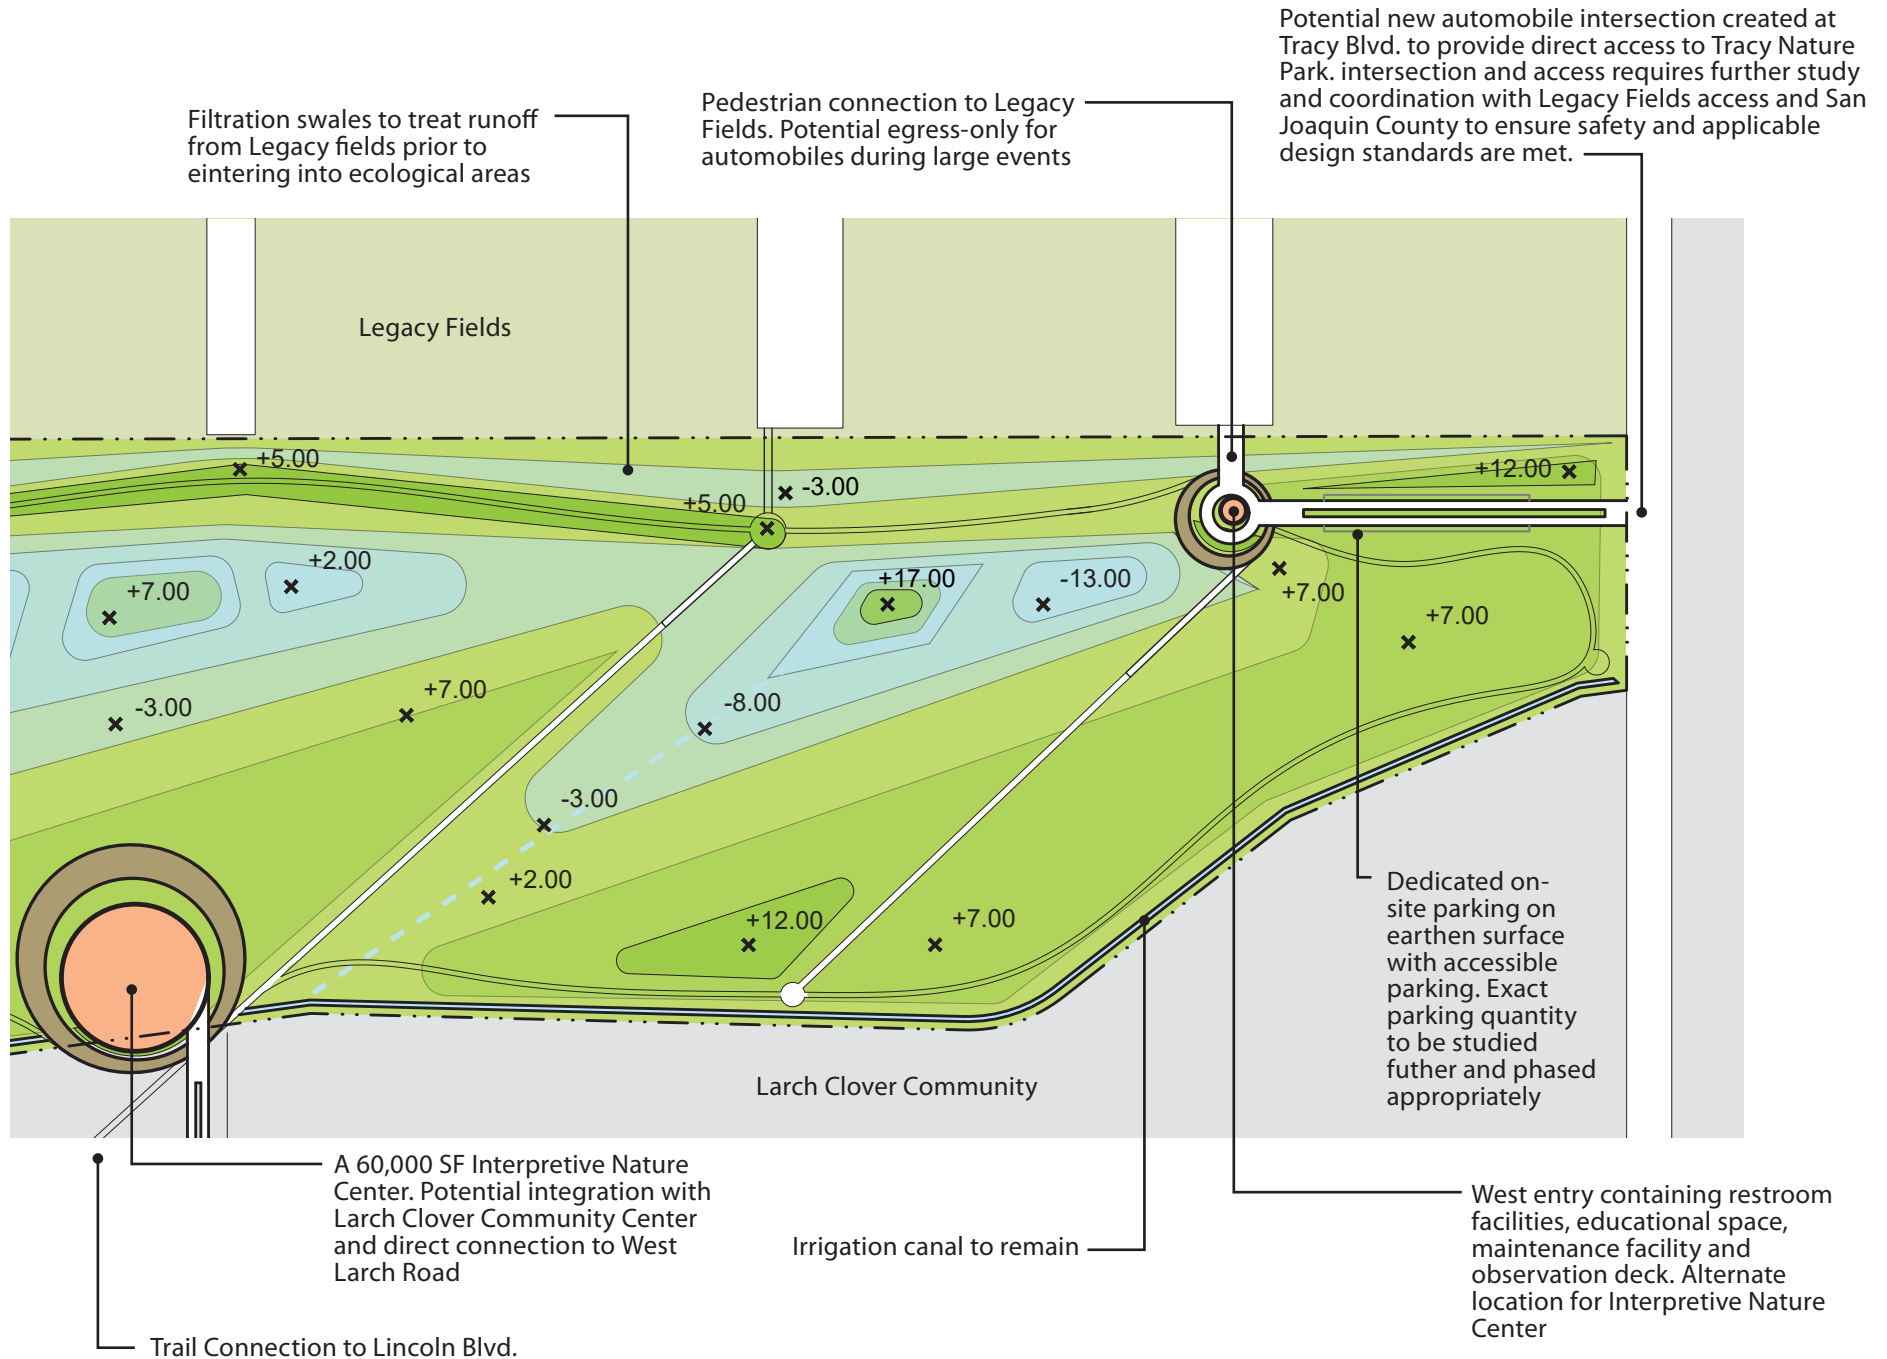 Potential new automobile intersection created at
Tracy Blvd. to provide direct access to Tracy Nature
Park. intersection and access requires further study
and coordination with Legacy Fields access and San
Joaquin County to ensure safety and applicable
design standards are met.
Pedestrian connection to Legacy
Fields. Potential egress-only for
automobiles during large events
Filtration swales to treat runoff
from Legacy fields prior to
eintering into ecological areas
Legacy Fields
+5.00
+12.00
-3.00
+5.00
+2.00
+7.00
+17.00
-13.00
+7.00
+7.00
+7.00
-3.00
-8.00
-3.00
+2.00
+12.00
+7.00
Dedicated on-
site parking on
earthen surface
with accessible
parking. Exact
parking quantity
to be studied
futher and phased
appropriately
Larch Clover Community
A 60,000 SF Interpretive Nature
Center. Potential integration with
Larch Clover Community Center
and direct connection to West
Larch Road
Irrigation canal to remain
West entry containing restroom
facilities, educational space,
maintenance facility and
observation deck. Alternate
location for Interpretive Nature
Center
Trail Connection to Lincoln Blvd.